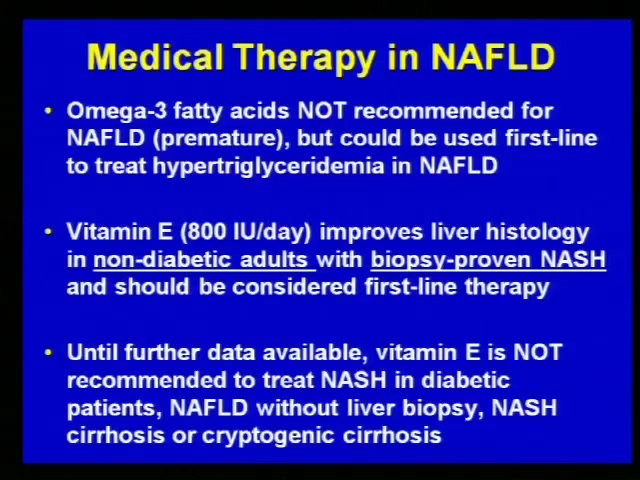 Medical Therapy in NAFLD
• Omega-3 fatty acids NOT recommended for
NAFLD (premature), but could be used first-line
to treat hypertriglyceridemia in NAFLD
• Vitamin E (800 IU/day) improves liver histology
in non-diabetic adults with biopsy-proven NASH
and should be considered first-line therapy
• Until further data available, vitamin E is NOT
recommended to treat NASH in diabetic
patients, NAFLD without liver biopsy, NASH
cirrhosis or cryptogenic cirrhosis